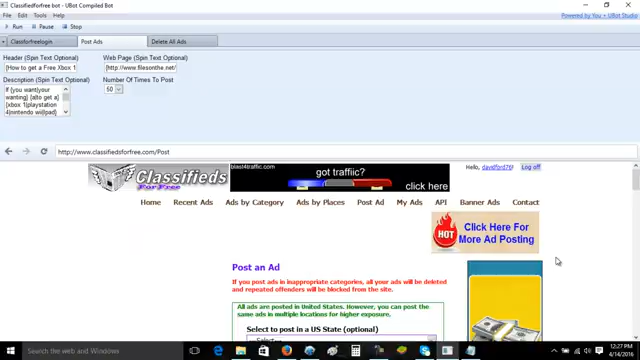 Classifiedforfree bot - UBot Compiled Bot
File Edit Tools Help
Powered by You + UBot Studio
Run Pause Stop
Classforfreelogin Post Ads Delete All Ads
Header (Spin Text Optional) Web Page (Spin Text Optional)
{How to get a Free Xbox 1 {http://www.filesonthe.net/
Description (Spin Text Optional) Number Of Times To Post
If {you want|your
wanting} {alto get a}
{xbox 1|playstation
4|nintendo wii|pad}
50
http://www.classifiedsforfree.com/Post
blast4traffic.com
Hello, davidford76! Log off
Classifieds
For Free
got traffiic?
click here
Home Recent Ads Ads by Category Ads by Places Post Ad My Ads API Banner Ads Contact
HOT
Click Here For
More Ad Posting
Post an Ad
If you post ads in inappropriate categories, all your ads will be deleted
and repeated offenders will be blocked from the site.
All ads are posted in United States. However, you can post the
same ads in multiple locations for higher exposure.
Select to post in a US State (optional)
---Select---
Search the web and Windows
12:27 PM
4/14/2016